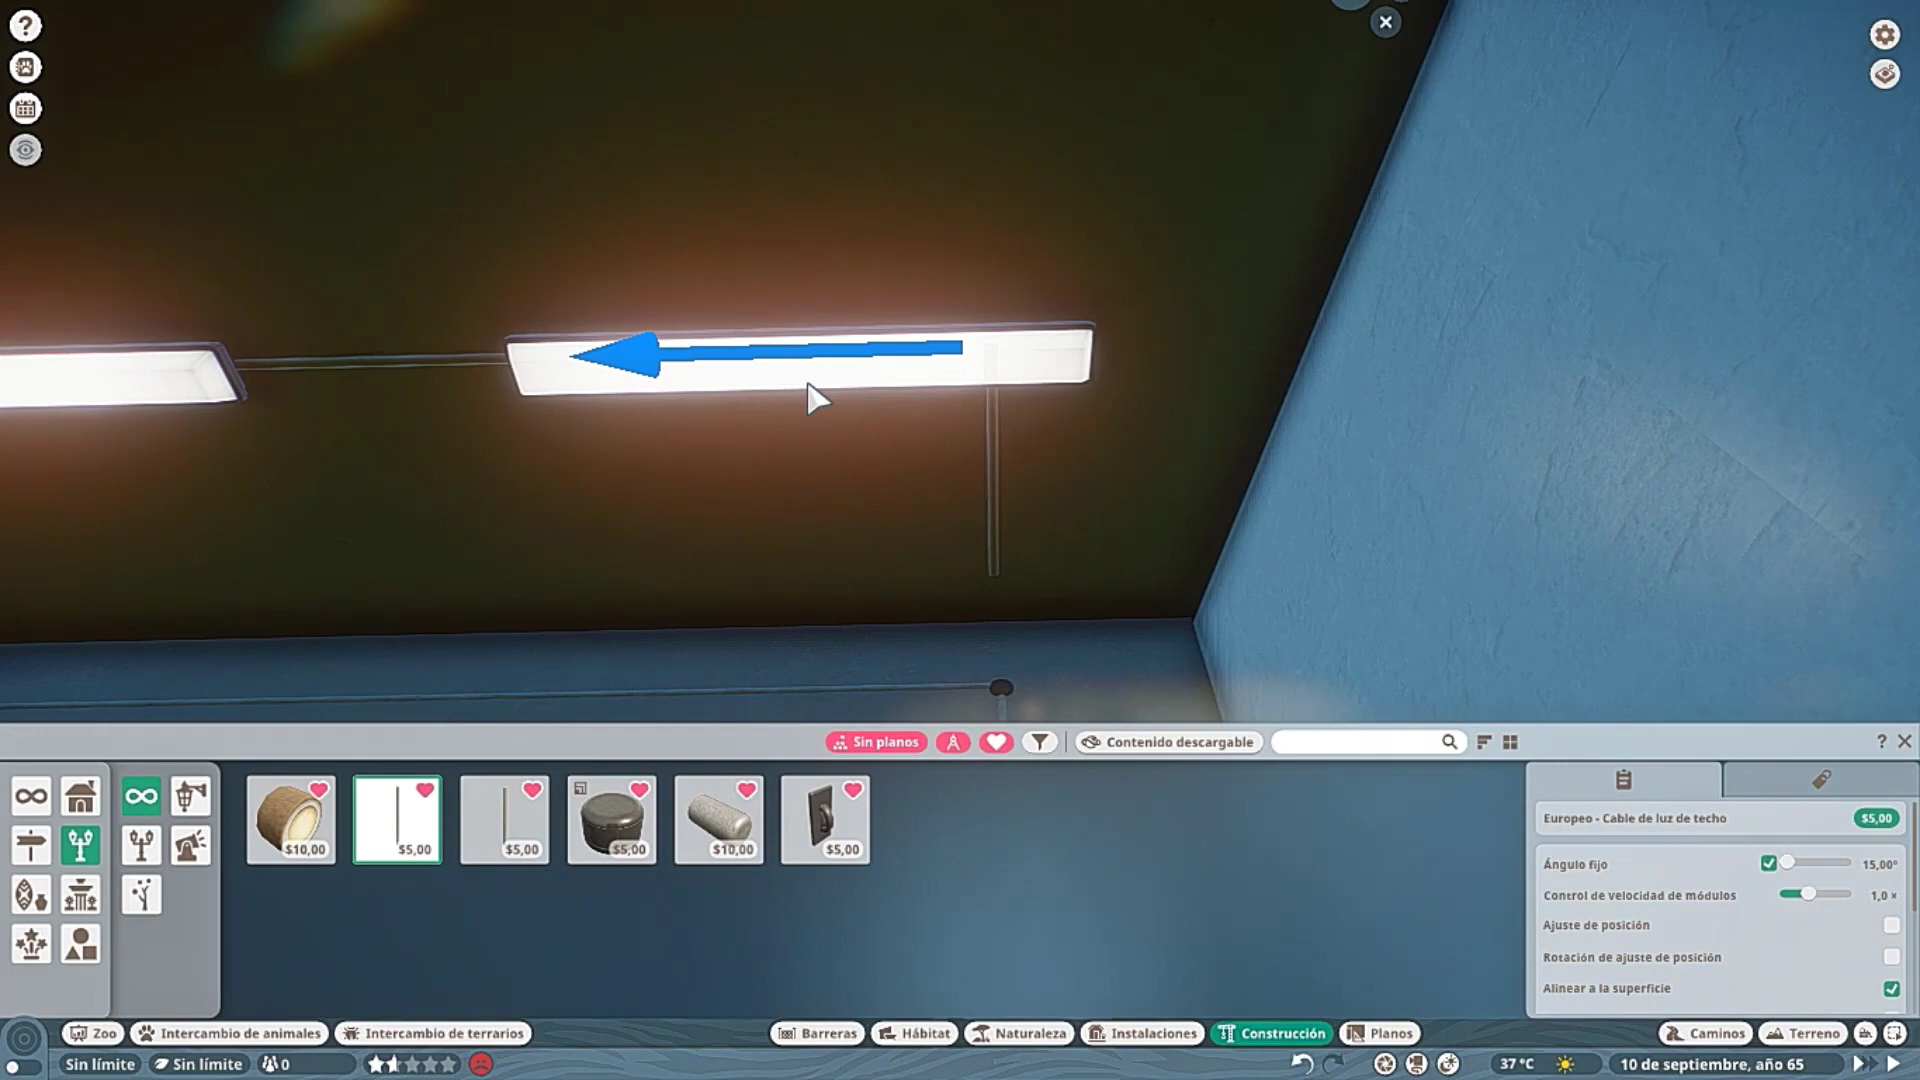 Sin planos
Contenido descargable
?
$10,00
$5,00
$5,00
$5,00
$10,00
$5,00
Europeo - Cable de luz de techo
$5,00
Ángulo fijo
15,00°
Control de velocidad de módulos
1,0 ×
Ajuste de posición
Rotación de ajuste de posición
Alinear a la superficie
Zoo
Intercambio de animales
Intercambio de terrarios
Barreras
Hábitat
Naturaleza
Instalaciones
Construcción
Planos
Caminos
Terreno
Sin límite
Sin límite
0
37 °C
10 de septiembre, año 65